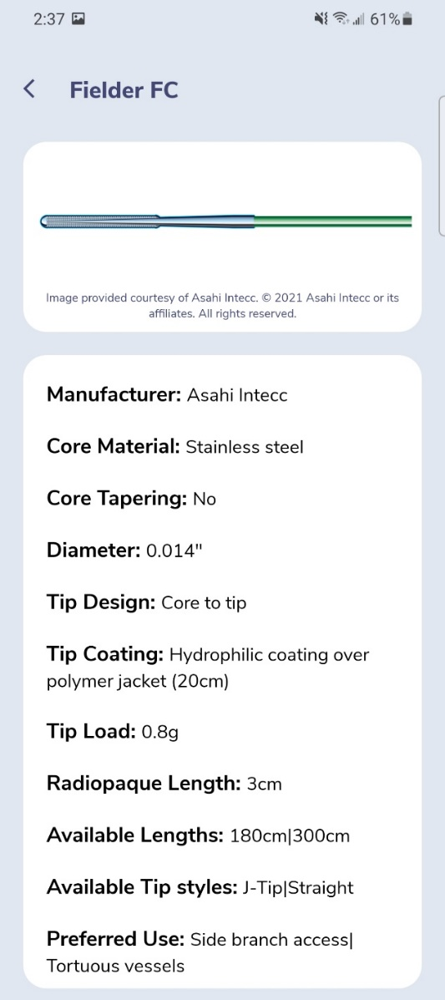 2:37
61%
Fielder FC
Image provided courtesy of Asahi Intecc. © 2021 Asahi Intecc or its
affiliates. All rights reserved.
Manufacturer: Asahi Intecc
Core Material: Stainless steel
Core Tapering: No
Diameter: 0.014"
Tip Design: Core to tip
Tip Coating: Hydrophilic coating over
polymer jacket (20cm)
Tip Load: 0.8g
Radiopaque Length: 3cm
Available Lengths: 180cm|300cm
Available Tip styles: J-Tip|Straight
Preferred Use: Side branch access|
Tortuous vessels